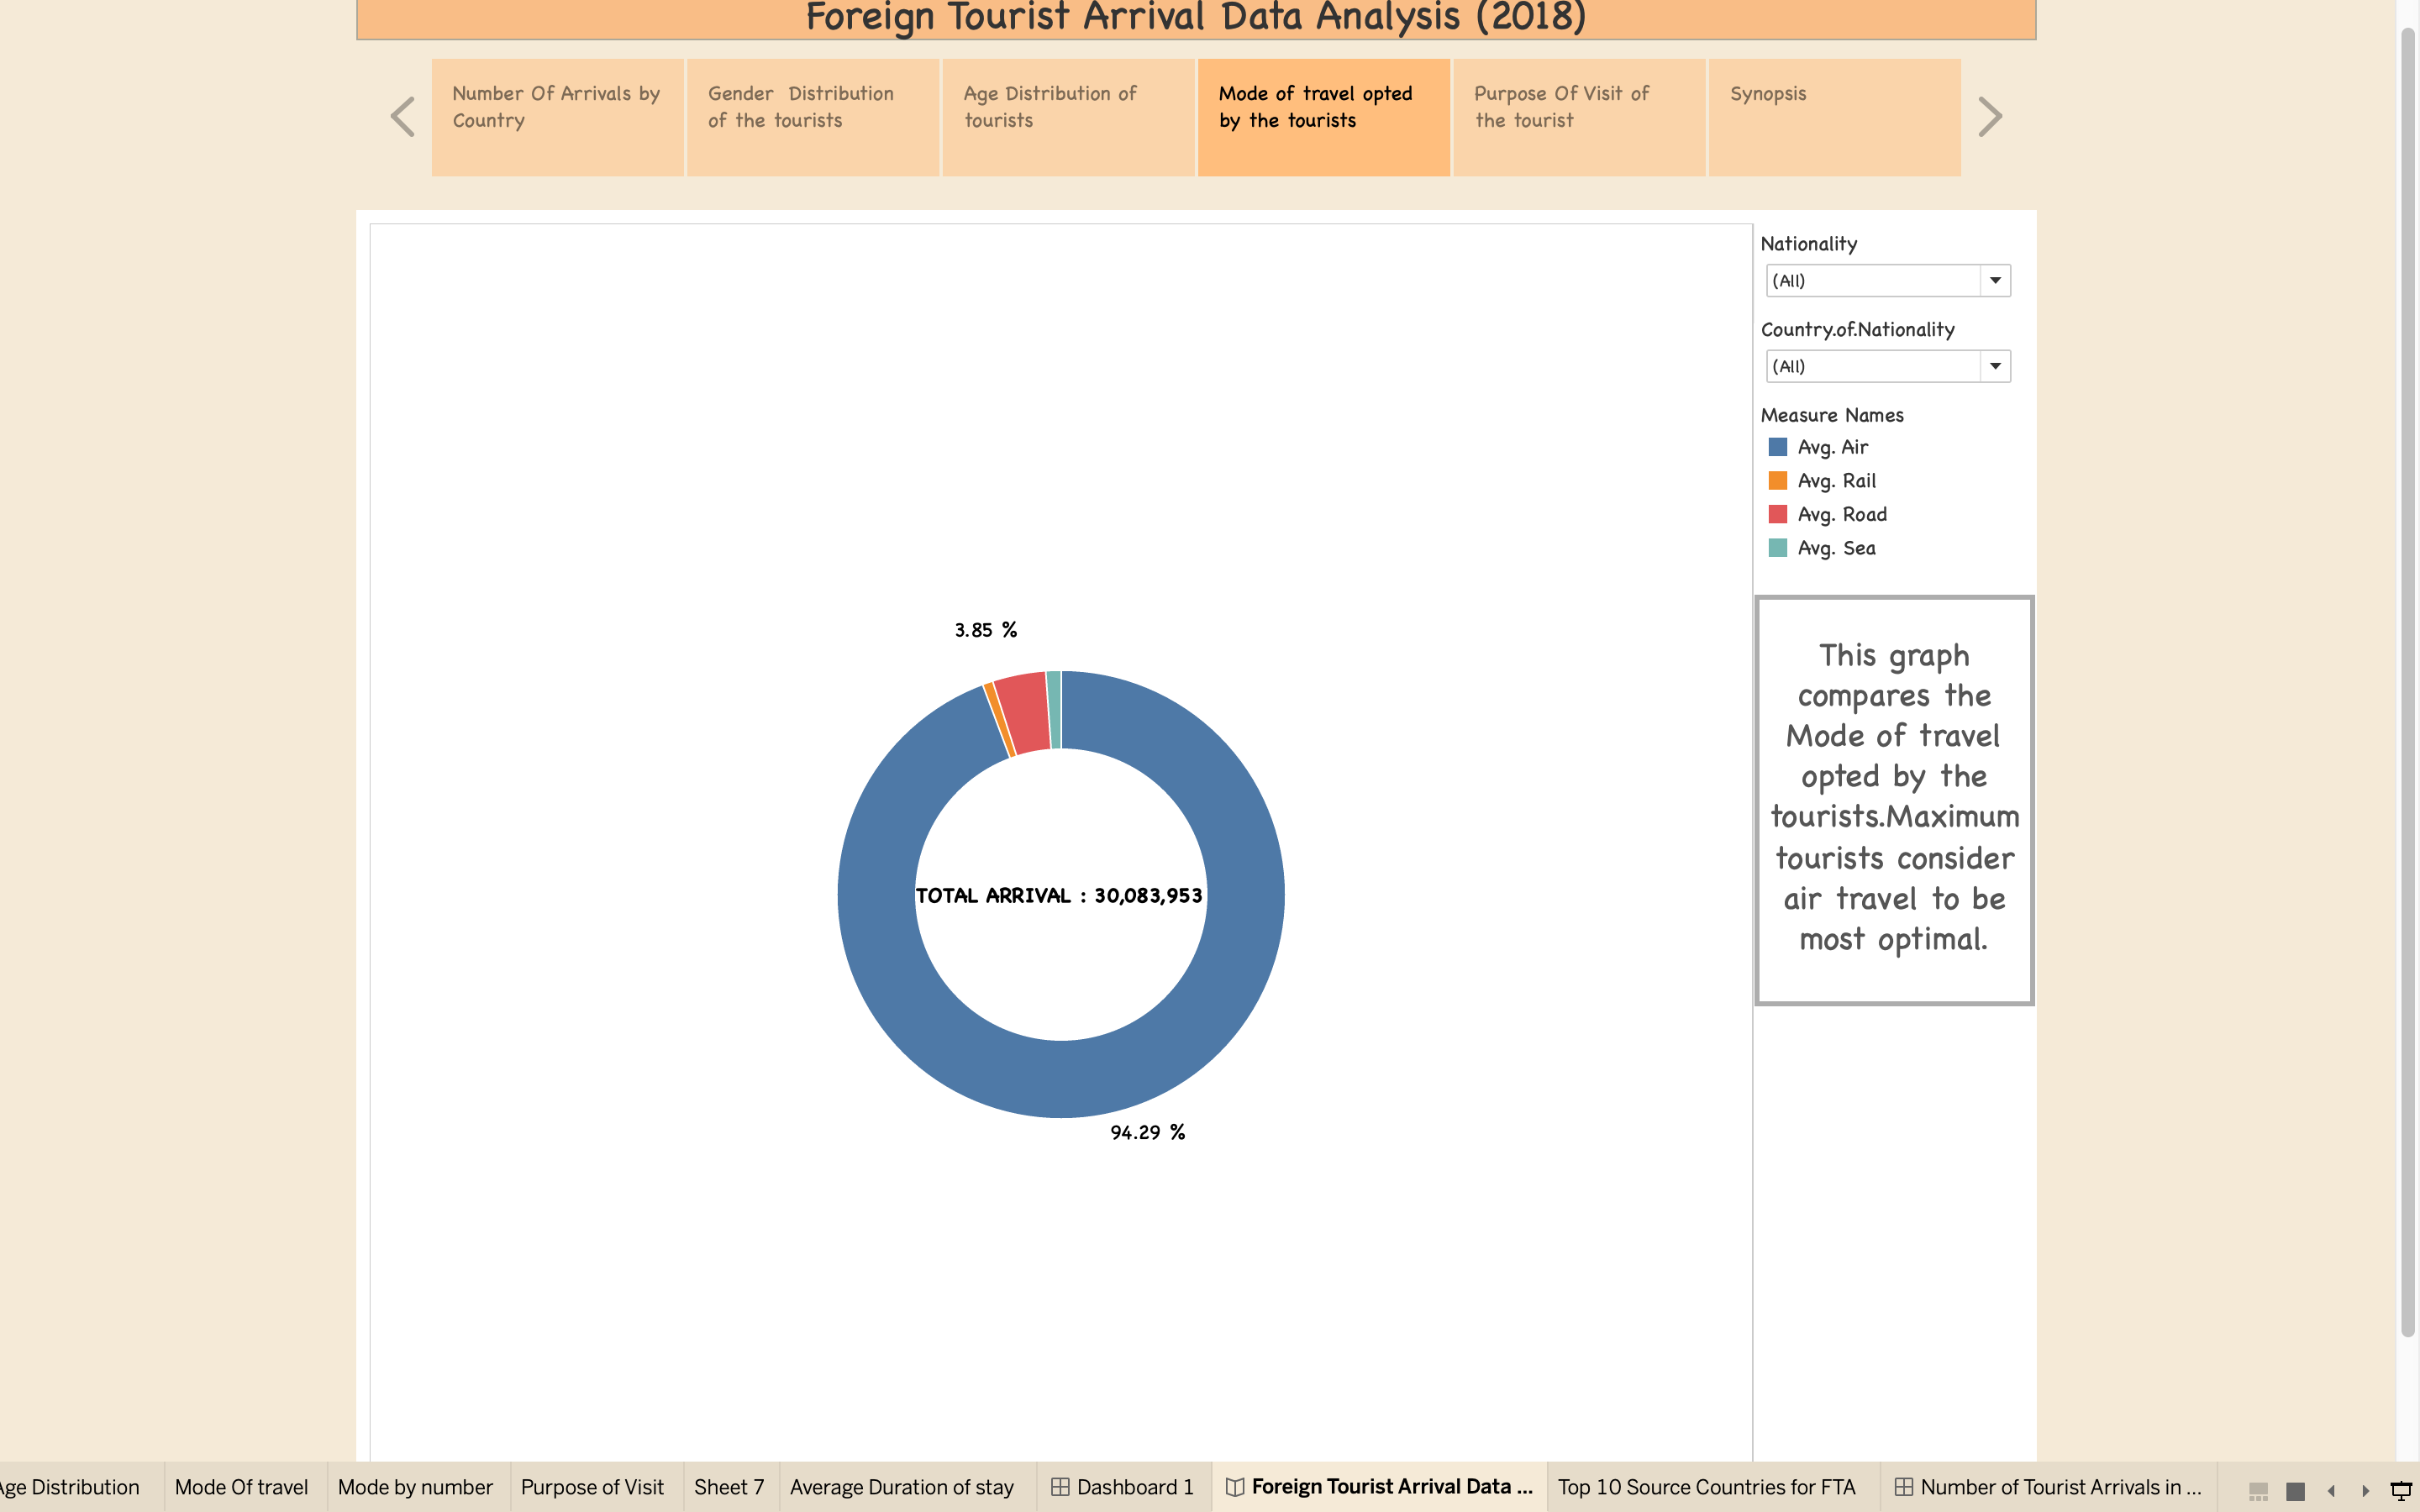 Foreign Tourist Arrival Data Analysis (2018)
Number Of Arrivals by
Country
Gender  Distribution
of the tourists
Age Distribution of
tourists
Mode of travel opted
by the tourists
Purpose Of Visit of
the tourist
Synopsis
Nationality
(All)
Country.of.Nationality
(All)
Measure Names
Avg. Air
Avg. Rail
Avg. Road
Avg. Sea
3.85 %
TOTAL ARRIVAL : 30,083,953
94.29 %
This graph
compares the
Mode of travel
opted by the
tourists.Maximum
tourists consider
air travel to be
most optimal.
Age Distribution
Mode Of travel
Mode by number
Purpose of Visit
Sheet 7
Average Duration of stay
Dashboard 1
Foreign Tourist Arrival Data ...
Top 10 Source Countries for FTA
Number of Tourist Arrivals in ...